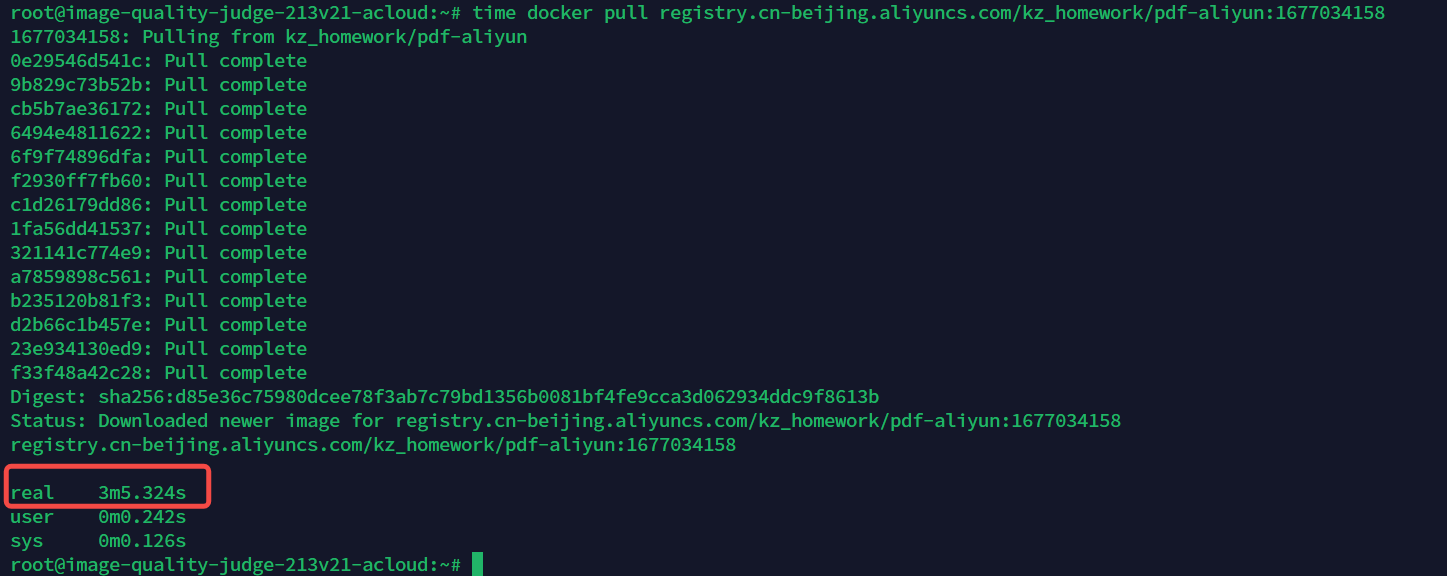 root@image-quality-judge-213v21-acloud:~# time docker pull registry.cn-beijing.aliyuncs.com/kz_homework/pdf-aliyun:1677034158
1677034158: Pulling from kz_homework/pdf-aliyun
0e29546d541c: Pull complete
9b829c73b52b: Pull complete
cb5b7ae36172: Pull complete
6494e4811622: Pull complete
6f9f74896dfa: Pull complete
f2930ff7fb60: Pull complete
c1d26179dd86: Pull complete
1fa56dd41537: Pull complete
321141c774e9: Pull complete
a7859898c561: Pull complete
b235120b81f3: Pull complete
d2b66c1b457e: Pull complete
23e934130ed9: Pull complete
f33f48a42c28: Pull complete
Digest: sha256:d85e36c75980dcee78f3ab7c79bd1356b0081bf4fe9cca3d062934ddc9f8613b
Status: Downloaded newer image for registry.cn-beijing.aliyuncs.com/kz_homework/pdf-aliyun:1677034158
registry.cn-beijing.aliyuncs.com/kz_homework/pdf-aliyun:1677034158
real 3m5.324s
user 0m0.242s
sys 0m0.126s
root@image-quality-judge-213v21-acloud:~#